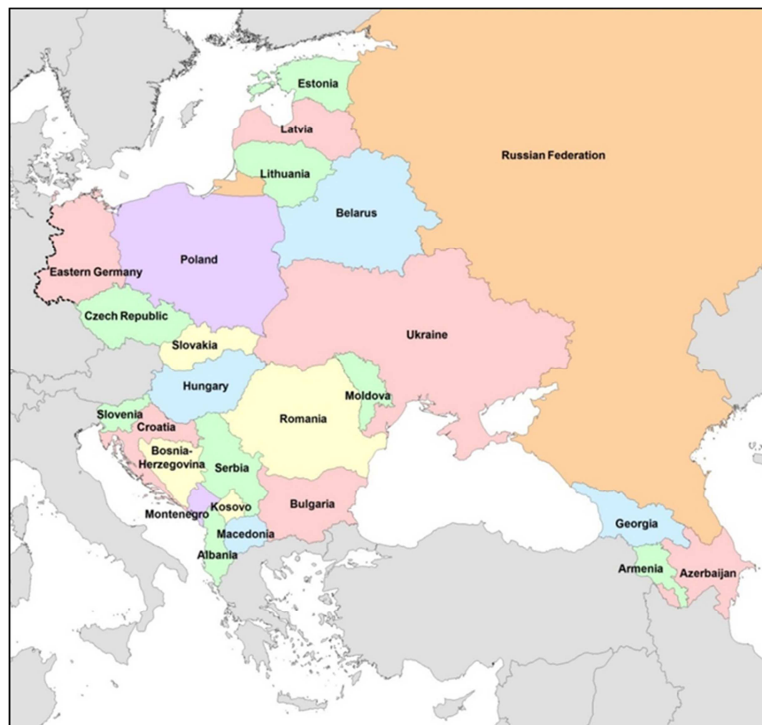 Estonia
Latvia
Russian Federation
Lithuania
Belarus
Poland
Eastern Germany
Czech Republic
Ukraine
Slovakia
Hungary
Moldova
Slovenia
Romania
Croatia
Bosnia-
Herzegovina
Serbia
Bulgaria
Kosovo
Montenegro
Georgia
Macedonia
Albania
Armenia
Azerbaijan